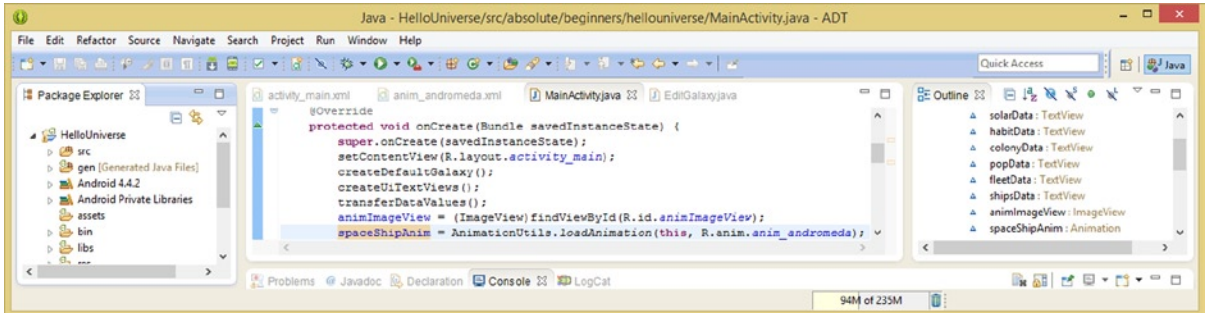 Java - HelloUniverse/src/absolute/beginners/hellouniverse/MainActivity.java - ADT
File Edit Refactor Source Navigate Search Project Run Window Help
Quick Access
Java
Package Explorer
HelloUniverse
src
gen [Generated Java Files]
Android 4.4.2
Android Private Libraries
assets
bin
libs
activity_main.xml anim_andromeda.xml MainActivity.java EditGalaxy.java
@Override
protected void onCreate(Bundle savedInstanceState) {
super.onCreate(savedInstanceState);
setContentView(R.layout.activity_main);
createDefaultGalaxy();
createUiTextViews();
transferDataValues();
animImageView = (ImageView)findViewById(R.id.animImageView);
spaceShipAnim = AnimationUtils.loadAnimation(this, R.anim.anim_andromeda);
Outline
solarData : TextView
habitData : TextView
colonyData : TextView
popData : TextView
fleetData : TextView
shipsData : TextView
animImageView : ImageView
spaceShipAnim : Animation
Problems @ Javadoc Declaration Console LogCat
94M of 235M